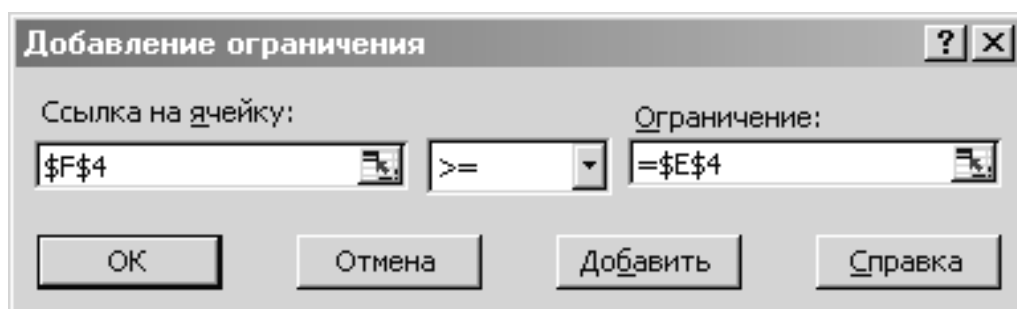 Добавление ограничения
Ссылка на ячейку: Ограничение:
$F$4 >= =$E$4
ОК Отмена Добавить Справка